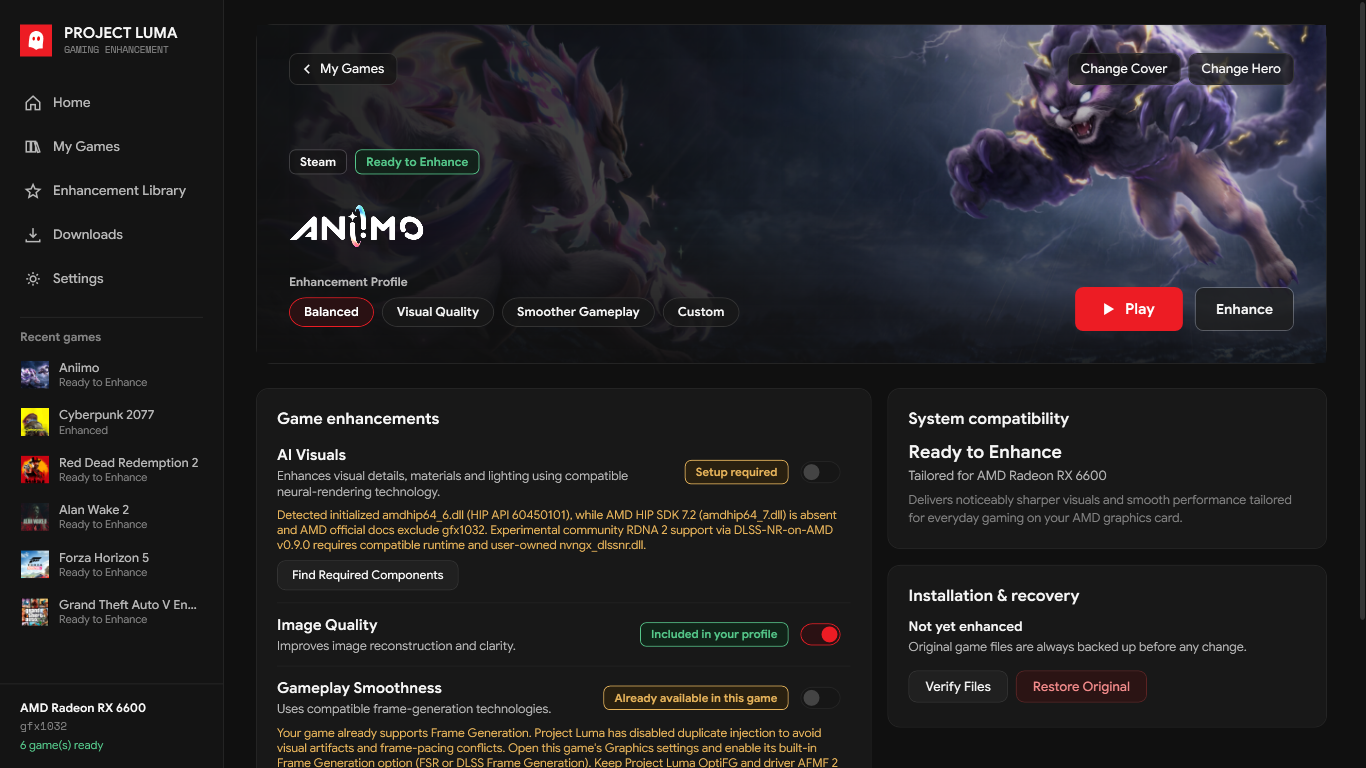 PROJECT LUMA
GAMING ENHANCEMENT
Home
My Games
Enhancement Library
Downloads
Settings
Recent games
Aniimo
Ready to Enhance
Cyberpunk 2077
Enhanced
Red Dead Redemption 2
Ready to Enhance
Alan Wake 2
Ready to Enhance
Forza Horizon 5
Ready to Enhance
Grand Theft Auto V En...
Ready to Enhance
AMD Radeon RX 6600
gfx1032
6 game(s) ready
My Games
Change Cover
Change Hero
Steam
Ready to Enhance
ANIIMO
Enhancement Profile
Balanced
Visual Quality
Smoother Gameplay
Custom
Play
Enhance
Game enhancements
AI Visuals
Enhances visual details, materials and lighting using compatible
neural-rendering technology.
Setup required
Detected initialized amdhip64_6.dll (HIP API 60450101), while AMD HIP SDK 7.2 (amdhip64_7.dll) is absent
and AMD official docs exclude gfx1032. Experimental community RDNA 2 support via DLSS-NR-on-AMD
v0.9.0 requires compatible runtime and user-owned nvngx_dlssnr.dll.
Find Required Components
Image Quality
Improves image reconstruction and clarity.
Included in your profile
Gameplay Smoothness
Uses compatible frame-generation technologies.
Already available in this game
Your game already supports Frame Generation. Project Luma has disabled duplicate injection to avoid
visual artifacts and frame-pacing conflicts. Open this game's Graphics settings and enable its built-in
Frame Generation option (FSR or DLSS Frame Generation). Keep Project Luma OptiFG and driver AFMF 2
System compatibility
Ready to Enhance
Tailored for AMD Radeon RX 6600
Delivers noticeably sharper visuals and smooth performance tailored
for everyday gaming on your AMD graphics card.
Installation & recovery
Not yet enhanced
Original game files are always backed up before any change.
Verify Files
Restore Original